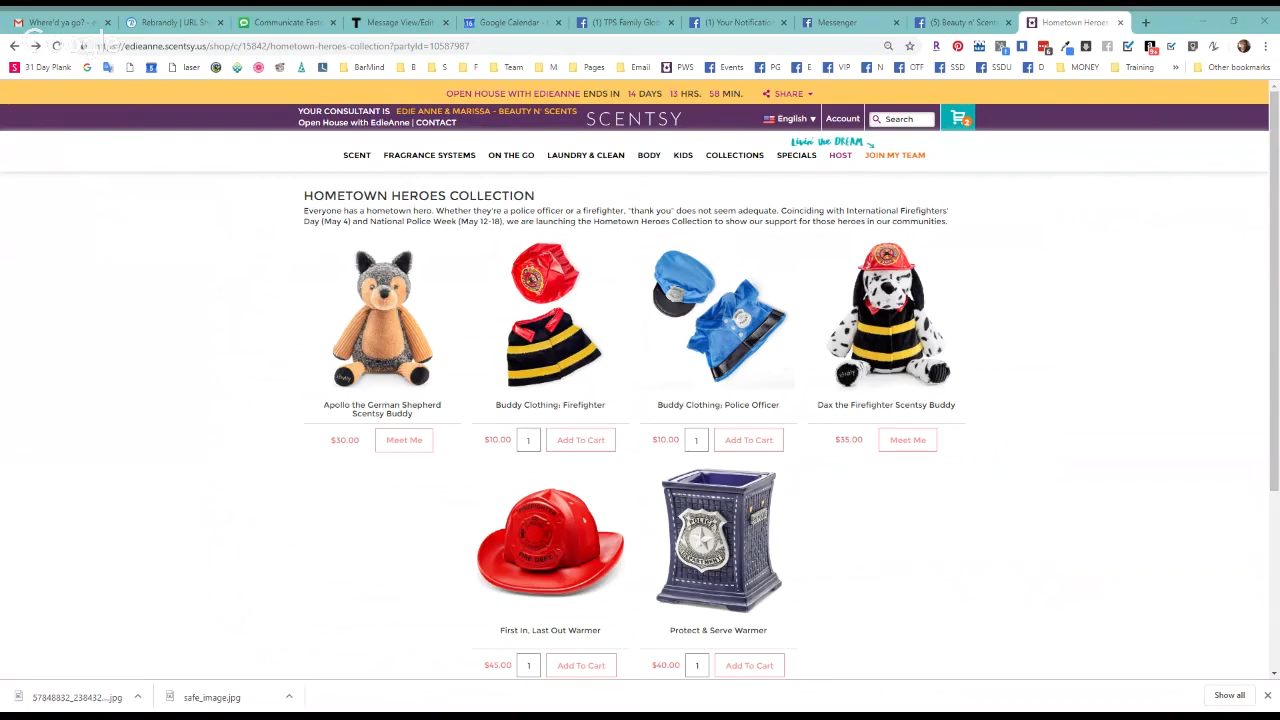 Where'd ya go? -
Rebrandly | URL Sh
Communicate Faste
Message View/Edit
Google Calendar -
(1) TPS Family Glo
(1) Your Notification
Messenger
(5) Beauty n' Scents
Hometown Heroes
edieanne.scentsy.us/shop/c/15842/hometown-heroes-collection?partyId=10587987
31 Day Plank
laser
BarMind
B
S
F
Team
M
Pages
Email
PWS
Events
PG
E
VIP
N
OTF
SSD
SSDU
D
MONEY
Training
»
Other bookmarks
OPEN HOUSE WITH EDIEANNE ENDS IN 14 DAYS 13 HRS. 58 MIN. SHARE
YOUR CONSULTANT IS EDIE ANNE & MARISSA - BEAUTY N' SCENTS
Open House with EdieAnne | CONTACT
SCENTSY
English
Account
Search
2
Livin' the DREAM
SCENT FRAGRANCE SYSTEMS ON THE GO LAUNDRY & CLEAN BODY KIDS COLLECTIONS SPECIALS HOST JOIN MY TEAM
HOMETOWN HEROES COLLECTION
Everyone has a hometown hero. Whether they're a police officer or a firefighter, "thank you" does not seem adequate. Coinciding with International Firefighters'
Day (May 4) and National Police Week (May 12-18), we are launching the Hometown Heroes Collection to show our support for those heroes in our communities.
Apollo the German Shepherd
Scentsy Buddy
Buddy Clothing: Firefighter
Buddy Clothing: Police Officer
Dax the Firefighter Scentsy Buddy
$30.00 Meet Me
$10.00 1 Add To Cart
$10.00 1 Add To Cart
$35.00 Meet Me
FIREFIGHTER
FIRE DEPT.
POLICE
DEPARTMENT
First In, Last Out Warmer
Protect & Serve Warmer
$45.00 1 Add To Cart
$40.00 1 Add To Cart
57848832_238432....jpg
safe_image.jpg
Show all